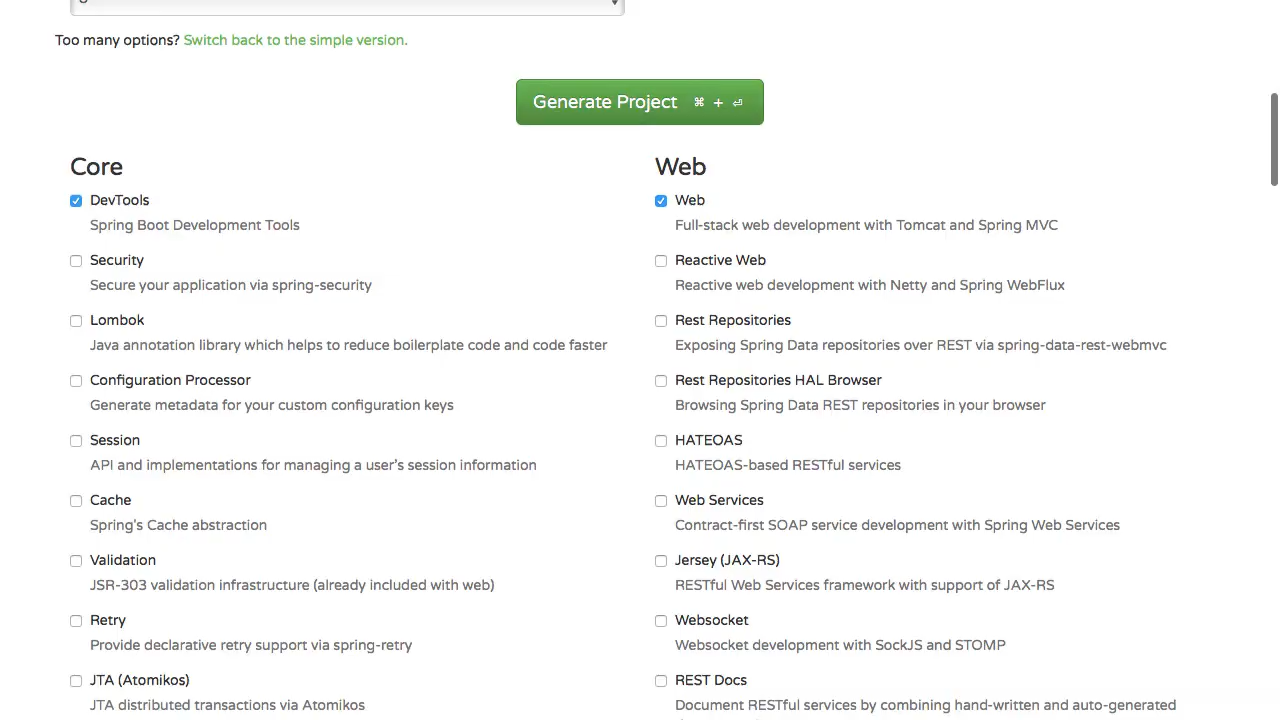 Too many options? Switch back to the simple version.
Generate Project ⌘ + ⏎
Core
DevTools
Spring Boot Development Tools
Security
Secure your application via spring-security
Lombok
Java annotation library which helps to reduce boilerplate code and code faster
Configuration Processor
Generate metadata for your custom configuration keys
Session
API and implementations for managing a user's session information
Cache
Spring's Cache abstraction
Validation
JSR-303 validation infrastructure (already included with web)
Retry
Provide declarative retry support via spring-retry
JTA (Atomikos)
JTA distributed transactions via Atomikos
Web
Web
Full-stack web development with Tomcat and Spring MVC
Reactive Web
Reactive web development with Netty and Spring WebFlux
Rest Repositories
Exposing Spring Data repositories over REST via spring-data-rest-webmvc
Rest Repositories HAL Browser
Browsing Spring Data REST repositories in your browser
HATEOAS
HATEOAS-based RESTful services
Web Services
Contract-first SOAP service development with Spring Web Services
Jersey (JAX-RS)
RESTful Web Services framework with support of JAX-RS
Websocket
Websocket development with SockJS and STOMP
REST Docs
Document RESTful services by combining hand-written and auto-generated